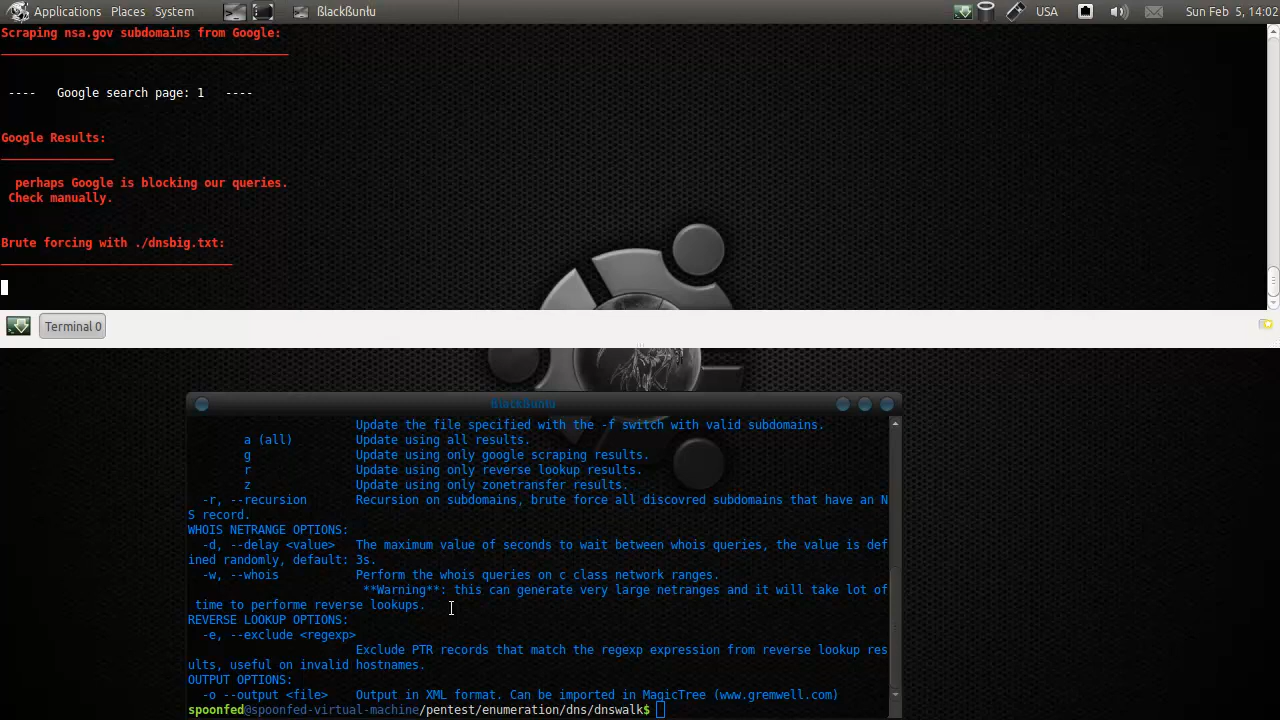 Applications Places System ßlackßuntu USA Sun Feb 5, 14:02
Scraping nsa.gov subdomains from Google:
---- Google search page: 1 ----
Google Results:
perhaps Google is blocking our queries.
Check manually.
Brute forcing with ./dnsbig.txt:
Terminal 0
ßlackßuntu
Update the file specified with the -f switch with valid subdomains.
a (all) Update using all results.
g Update using only google scraping results.
r Update using only reverse lookup results.
z Update using only zonetransfer results.
-r, --recursion Recursion on subdomains, brute force all discovred subdomains that have an N
S record.
WHOIS NETRANGE OPTIONS:
-d, --delay <value> The maximum value of seconds to wait between whois queries, the value is def
ined randomly, default: 3s.
-w, --whois Perform the whois queries on c class network ranges.
**Warning**: this can generate very large netranges and it will take lot of
time to performe reverse lookups.
REVERSE LOOKUP OPTIONS:
-e, --exclude <regexp>
Exclude PTR records that match the regexp expression from reverse lookup res
ults, useful on invalid hostnames.
OUTPUT OPTIONS:
-o --output <file> Output in XML format. Can be imported in MagicTree (www.gremwell.com)
spoonfed@spoonfed-virtual-machine/pentest/enumeration/dns/dnswalk$